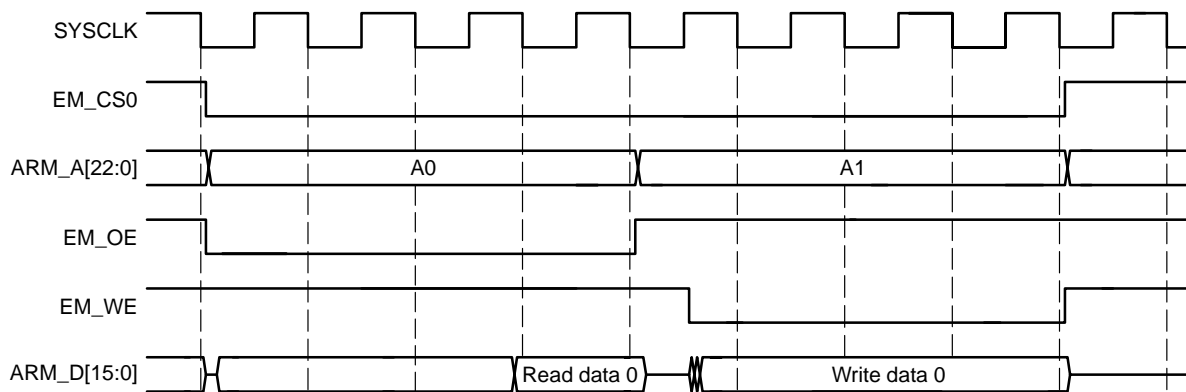 SYSCLK
EM_CS0
ARM_A[22:0] A0 A1
EM_OE
EM_WE
ARM_D[15:0] Read data 0 Write data 0